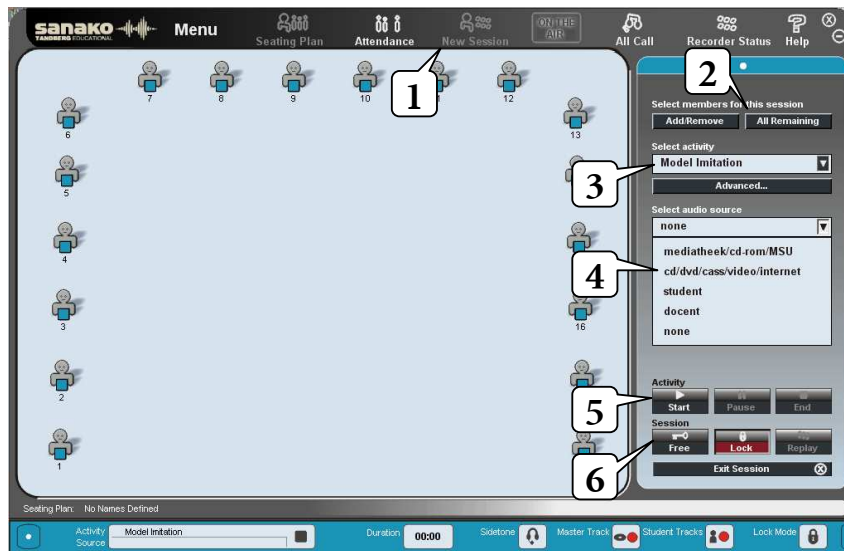 sanako
TANDBERG EDUCATIONAL
Menu
Seating Plan
Attendance
New Session
ON THE AIR
All Call
Recorder Status
Help
1
2
3
4
5
6
7
8
9
10
12
6
13
5
4
3
16
2
1
Select members for this session
Add/Remove
All Remaining
Select activity
Model Imitation
Advanced...
Select audio source
none
mediatheek/cd-rom/MSU
cd/dvd/cass/video/internet
student
docent
none
Activity
Start
Pause
End
Session
Free
Lock
Replay
Exit Session
Seating Plan: No Names Defined
Activity
Model Imitation
Source
Duration
00:00
Sidetone
Master Track
Student Tracks
Lock Mode